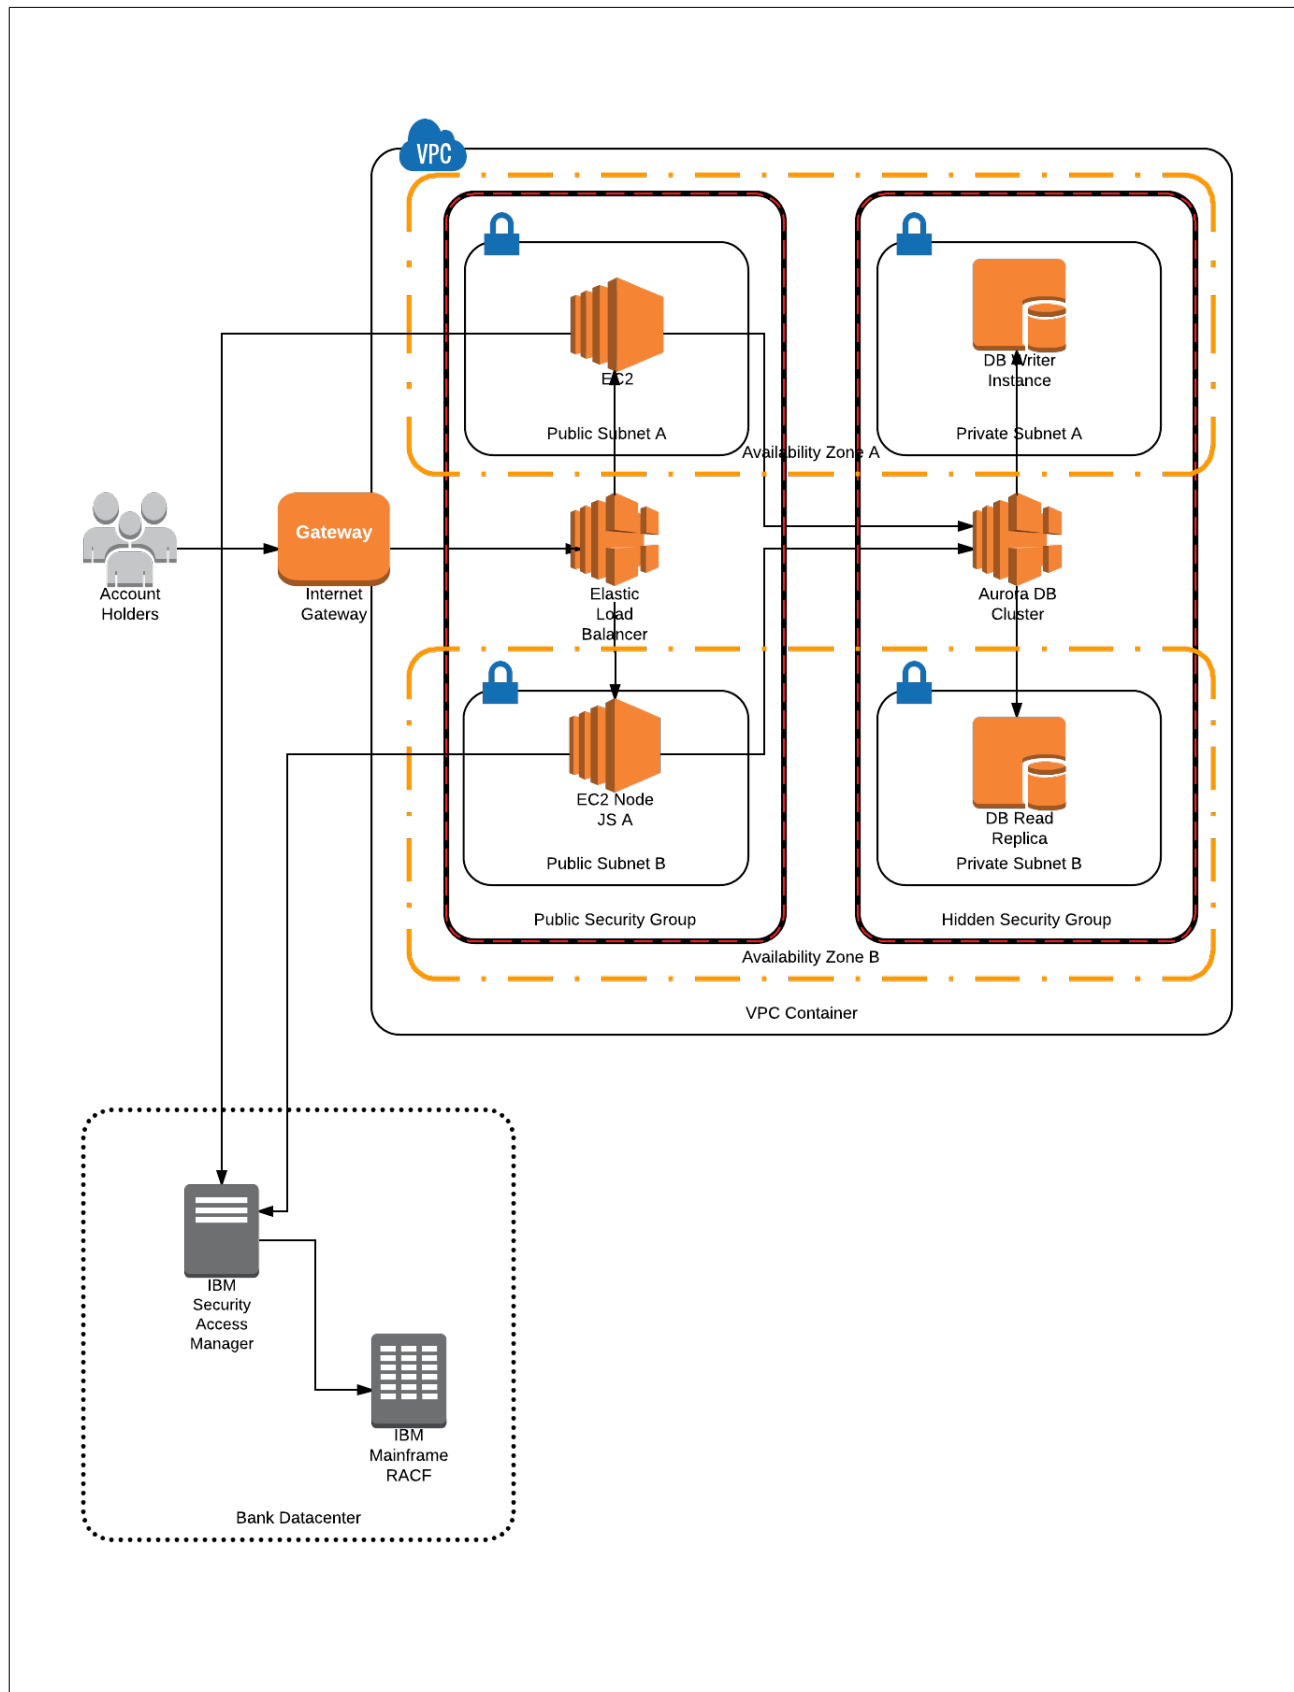 VPC
EC2
Public Subnet A
DB Writer
Instance
Private Subnet A
Availability Zone A
Gateway
Account
Holders
Internet
Gateway
Elastic
Load
Balancer
Aurora DB
Cluster
EC2 Node
JS A
Public Subnet B
DB Read
Replica
Private Subnet B
Public Security Group
Hidden Security Group
Availability Zone B
VPC Container
IBM
Security
Access
Manager
IBM
Mainframe
RACF
Bank Datacenter